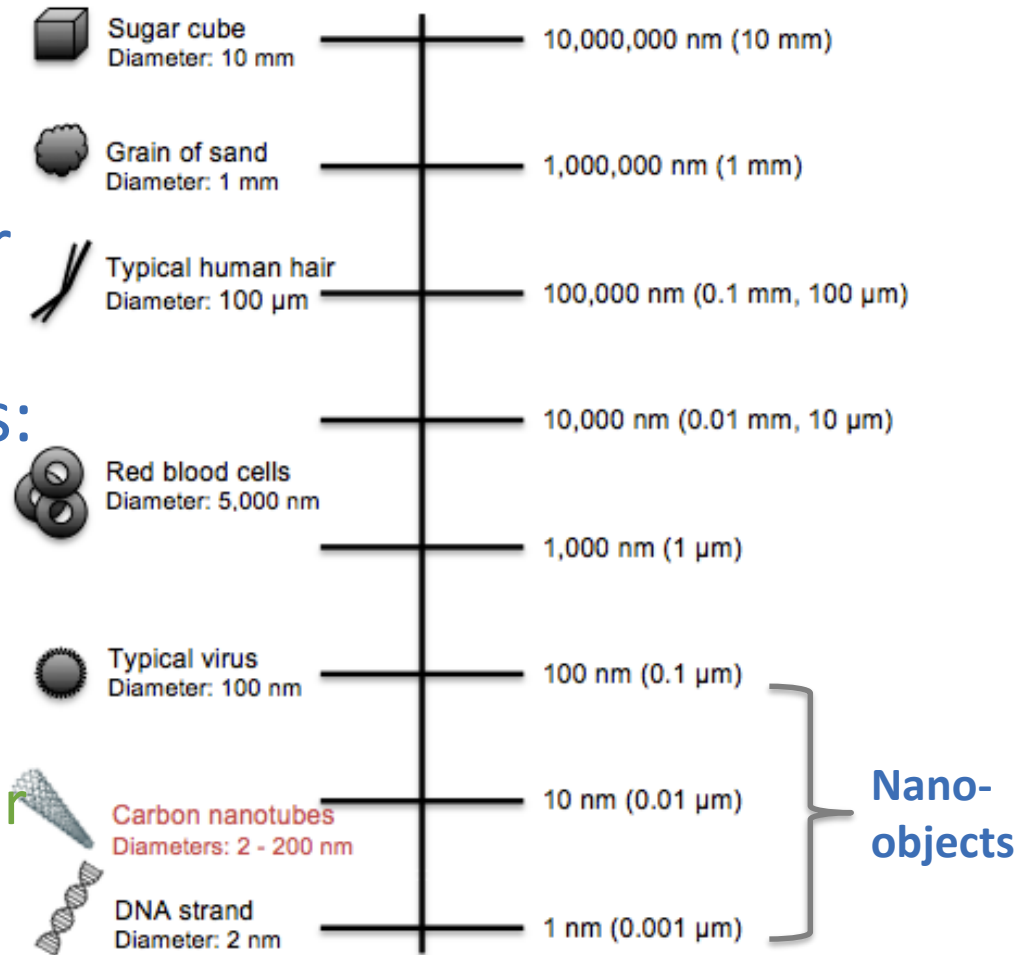 Sugar cube
Diameter: 10 mm
10,000,000 nm (10 mm)
Grain of sand
Diameter: 1 mm
1,000,000 nm (1 mm)
r
Typical human hair
Diameter: 100 µm
100,000 nm (0.1 mm, 100 µm)
s:
10,000 nm (0.01 mm, 10 µm)
Red blood cells
Diameter: 5,000 nm
1,000 nm (1 µm)
Typical virus
Diameter: 100 nm
100 nm (0.1 µm)
r
Carbon nanotubes
Diameters: 2 - 200 nm
10 nm (0.01 µm)
Nano-
objects
DNA strand
Diameter: 2 nm
1 nm (0.001 µm)